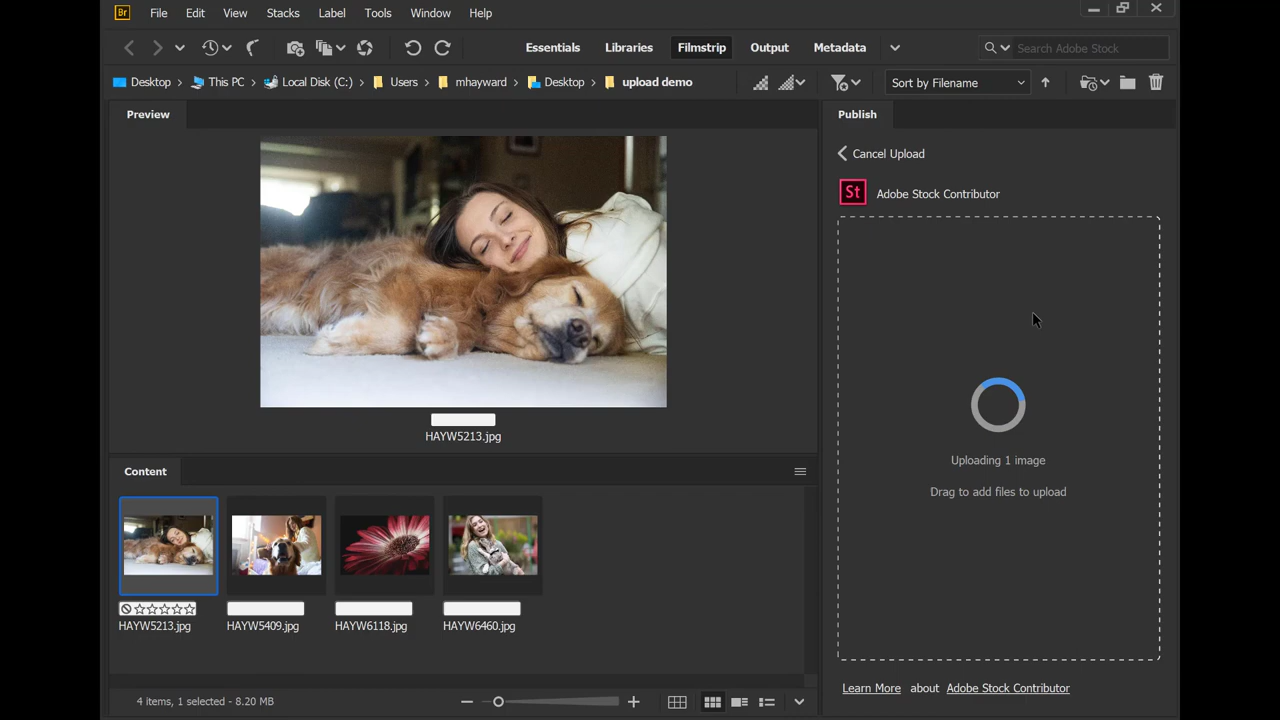 Br File Edit View Stacks Label Tools Window Help
Essentials Libraries Filmstrip Output Metadata Search Adobe Stock
Desktop This PC Local Disk (C:) Users mhayward Desktop upload demo Sort by Filename
Preview
HAYW5213.jpg
Publish
Cancel Upload
St Adobe Stock Contributor
Uploading 1 image
Drag to add files to upload
Learn More about Adobe Stock Contributor
Content
HAYW5213.jpg HAYW5409.jpg HAYW6118.jpg HAYW6460.jpg
4 items, 1 selected - 8.20 MB